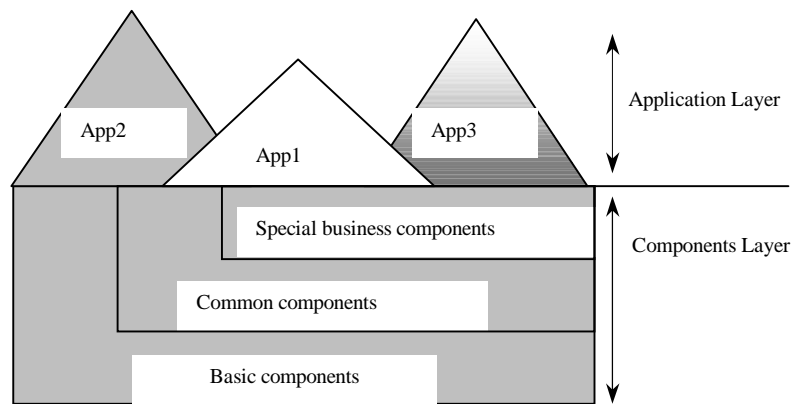 Application Layer
App2
App3
App1
Special business components
Components Layer
Common components
Basic components